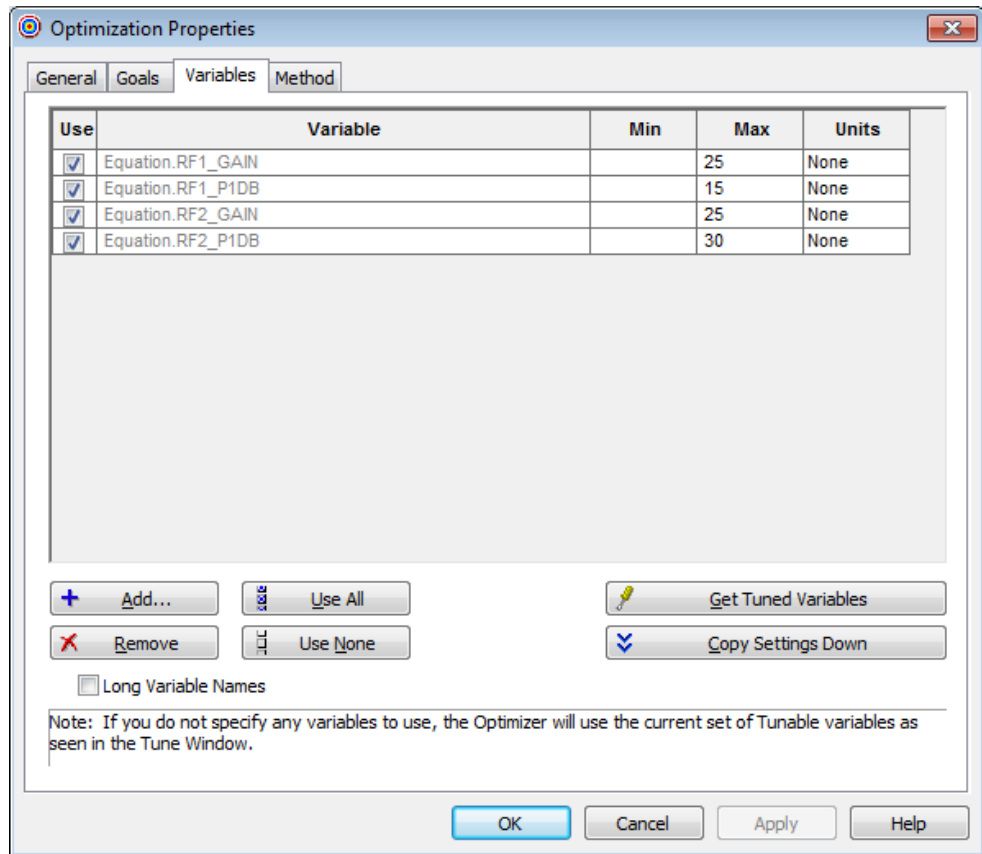 Optimization Properties
General Goals Variables Method
Use Variable Min Max Units
Equation.RF1_GAIN 25 None
Equation.RF1_P1DB 15 None
Equation.RF2_GAIN 25 None
Equation.RF2_P1DB 30 None
Add... Use All Get Tuned Variables
Remove Use None Copy Settings Down
Long Variable Names
Note: If you do not specify any variables to use, the Optimizer will use the current set of Tunable variables as
seen in the Tune Window.
OK Cancel Apply Help